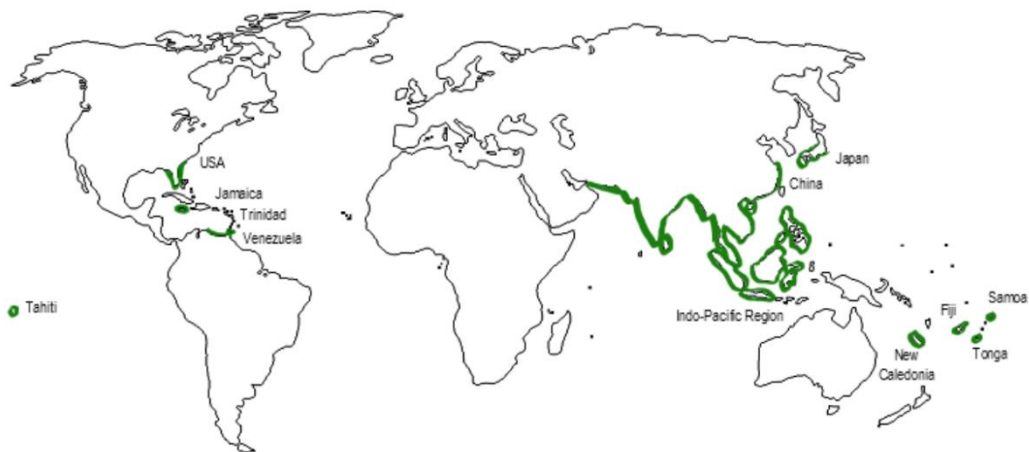 USA
Japan
China
Jamaica
Trinidad
Venezuela
Tahiti
Indo-Pacific Region
Samoa
Fiji
New
Caledonia
Tonga